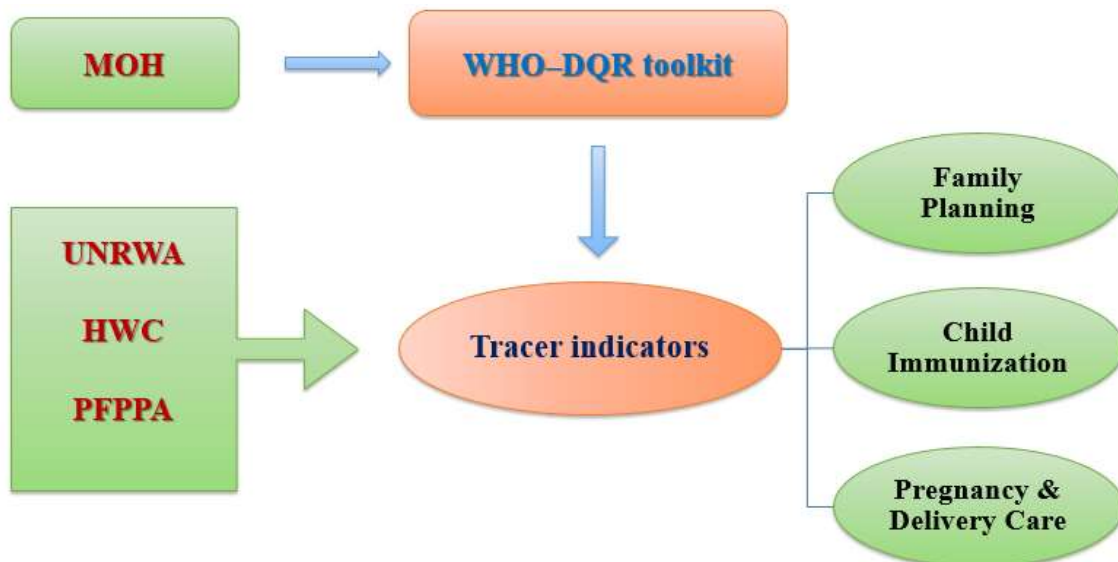 MOH
WHO–DQR toolkit
UNRWA
HWC
PFPPA
Tracer indicators
Family
Planning
Child
Immunization
Pregnancy &
Delivery Care